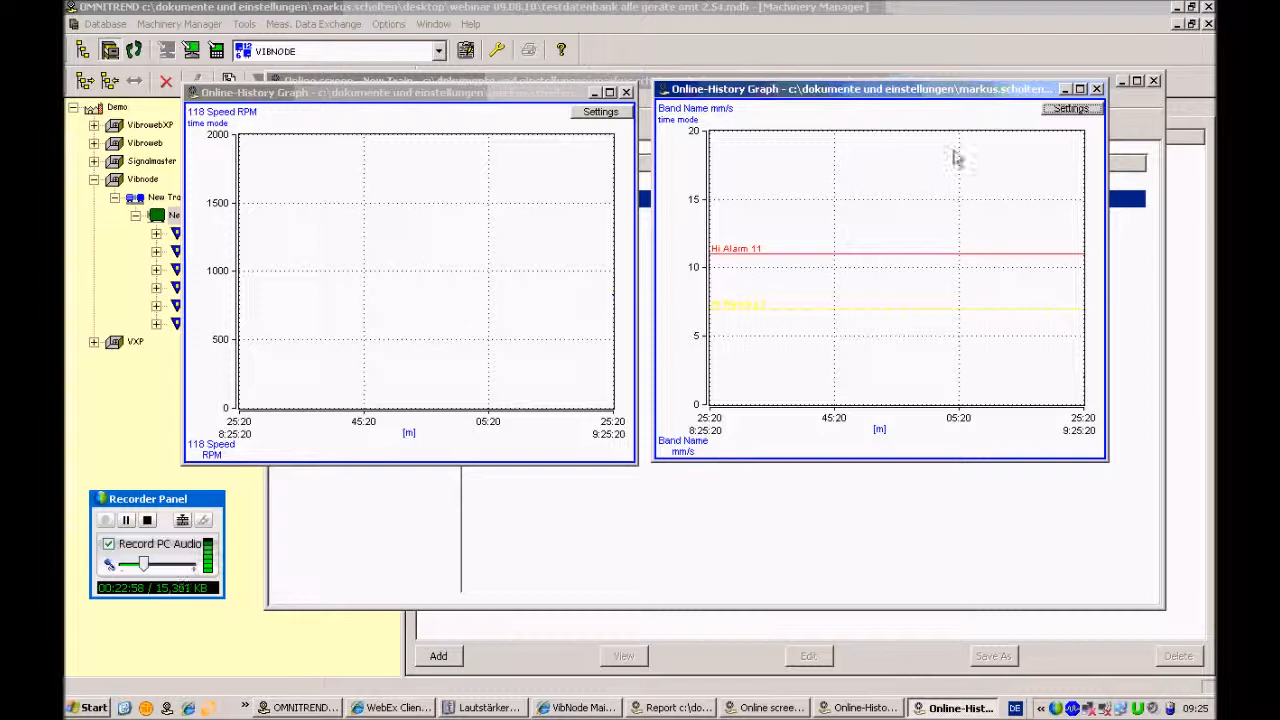 OMNITREND c:\dokumente und einstellungen\markus.scholten\desktop\webinar 09.08.10\testdatenbank alle geräte omt 2.54.mdb - [Machinery Manager]
Database Machinery Manager Tools Meas. Data Exchange Options Window Help
VIBNODE
Demo
VibrowebXP
Vibroweb
Signalmaster
Vibnode
New Tra
Ne
VXP
Online-History Graph - c:\dokumente und einstellungen\markus.scholten...
118 Speed RPM
Settings
time mode
2000
1500
1000
500
0
25:20 45:20 05:20 25:20
8:25:20 9:25:20
[m]
118 Speed
RPM
Online-History Graph - c:\dokumente und einstellungen\markus.scholten...
Band Name mm/s
Settings
time mode
20
15
Hi Alarm 11
10
5
0
25:20 45:20 05:20 25:20
8:25:20 9:25:20
[m]
Band Name
mm/s
Recorder Panel
Record PC Audio
00:22:58 / 15,301 KB
Add View Edit Save As Delete
Start
» OMNITREND... WebEx Clien... Lautstärker... VibNode Mai... Report c:\do... Online scree... Online-Histo... Online-Hist... DE « 09:25